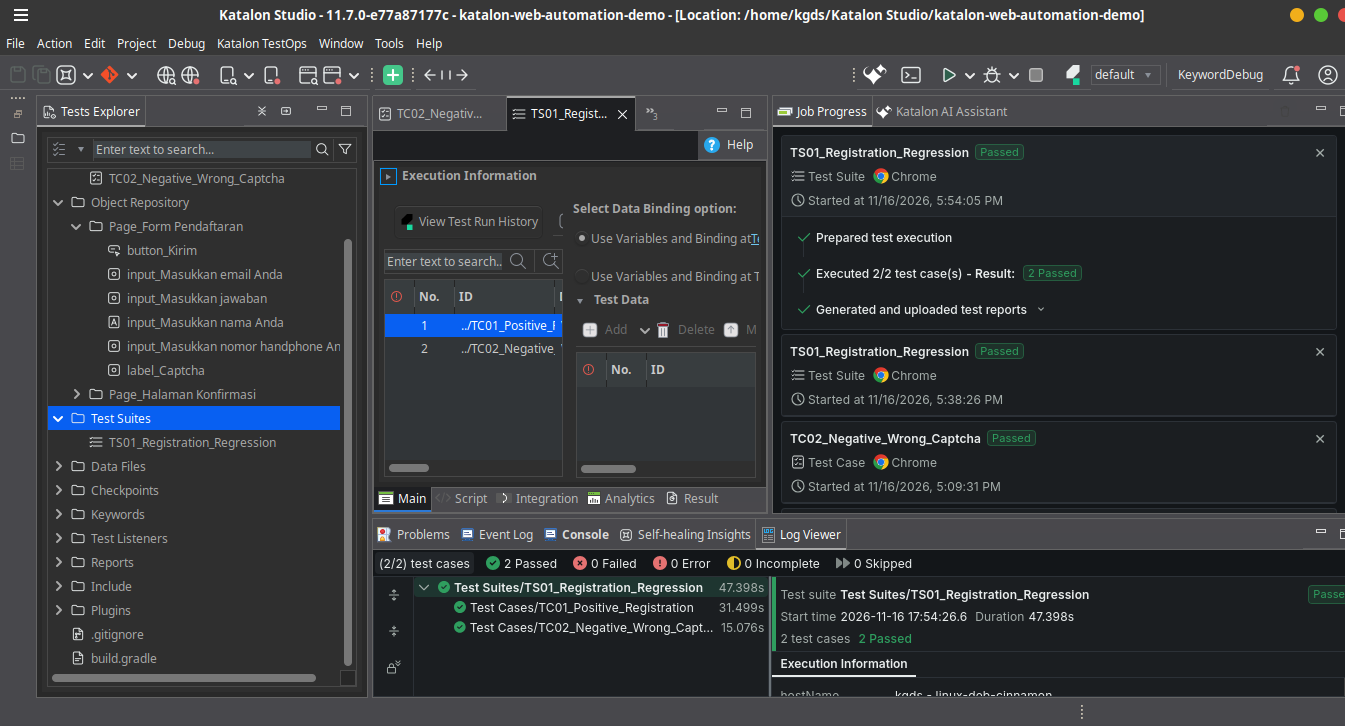 Katalon Studio - 11.7.0-e77a87177c - katalon-web-automation-demo - [Location: /home/kgds/Katalon Studio/katalon-web-automation-demo]
File Action Edit Project Debug Katalon TestOps Window Tools Help
default KeywordDebug
Tests Explorer
Enter text to search...
TC02_Negative_Wrong_Captcha
Object Repository
Page_Form Pendaftaran
button_Kirim
input_Masukkan email Anda
input_Masukkan jawaban
input_Masukkan nama Anda
input_Masukkan nomor handphone An
label_Captcha
Page_Halaman Konfirmasi
Test Suites
TS01_Registration_Regression
Data Files
Checkpoints
Keywords
Test Listeners
Reports
Include
Plugins
.gitignore
build.gradle
TC02_Negativ... TS01_Regist... 3
Help
Execution Information
View Test Run History
Enter text to search...
No. ID
1 ../TC01_Positive_
2 ../TC02_Negative_
Select Data Binding option:
Use Variables and Binding at
Use Variables and Binding at T
Test Data
Add Delete M
No. ID
Main Script Integration Analytics Result
Job Progress Katalon AI Assistant
TS01_Registration_Regression Passed
Test Suite Chrome
Started at 11/16/2026, 5:54:05 PM
Prepared test execution
Executed 2/2 test case(s) - Result: 2 Passed
Generated and uploaded test reports
TS01_Registration_Regression Passed
Test Suite Chrome
Started at 11/16/2026, 5:38:26 PM
TC02_Negative_Wrong_Captcha Passed
Test Case Chrome
Started at 11/16/2026, 5:09:31 PM
Problems Event Log Console Self-healing Insights Log Viewer
(2/2) test cases 2 Passed 0 Failed 0 Error 0 Incomplete 0 Skipped
Test Suites/TS01_Registration_Regression 47.398s
Test Cases/TC01_Positive_Registration 31.499s
Test Cases/TC02_Negative_Wrong_Capt... 15.076s
Test suite Test Suites/TS01_Registration_Regression Passe
Start time 2026-11-16 17:54:26.6 Duration 47.398s
2 test cases 2 Passed
Execution Information
hostName kgds - linux-deb-cinnamon